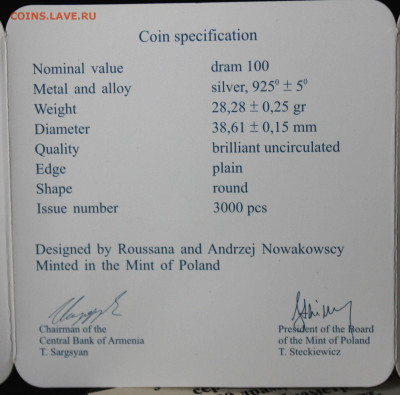 COINS.LAVE.RU
Coin specification
Nominal value dram 100
Metal and alloy silver, 925⁰ ± 5⁰
Weight 28,28 ± 0,25 gr
Diameter 38,61 ± 0,15 mm
Quality brilliant uncirculated
Edge plain
Shape round
Issue number 3000 pcs
Designed by Roussana and Andrzej Nowakowscy
Minted in the Mint of Poland
Chairman of the President of the Board
Central Bank of Armenia of the Mint of Poland
T. Sargsyan T. Steckiewicz